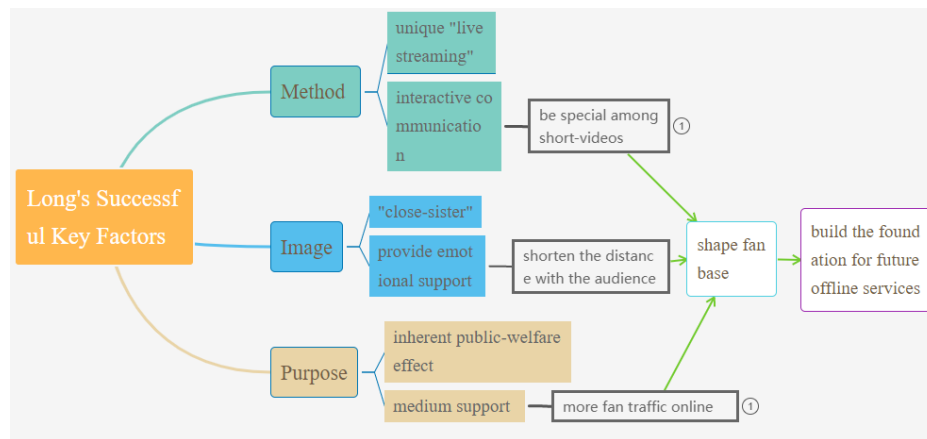 Long's Successf
ul Key Factors
Method
unique "live
streaming"
interactive co
mmunicatio
n
be special among
short-videos
1
Image
"close-sister"
provide emot
ional support
shorten the distanc
e with the audience
Purpose
inherent public-welfare
effect
medium support
more fan traffic online
1
shape fan
base
build the found
ation for future
offline services